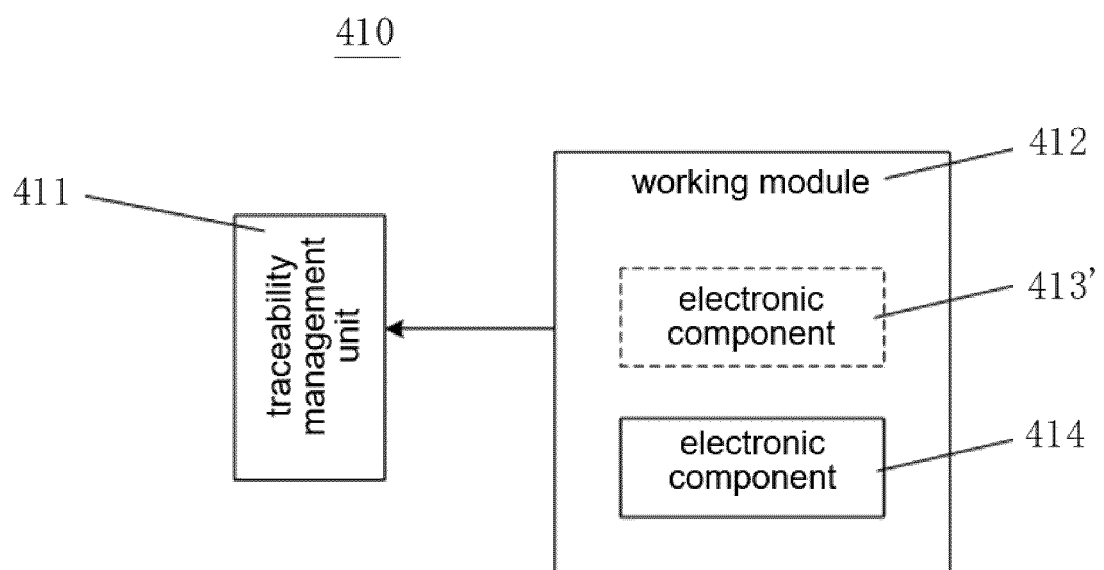 410
412
working module
411
traceability
management
unit
electronic
component
413'
electronic
component
414